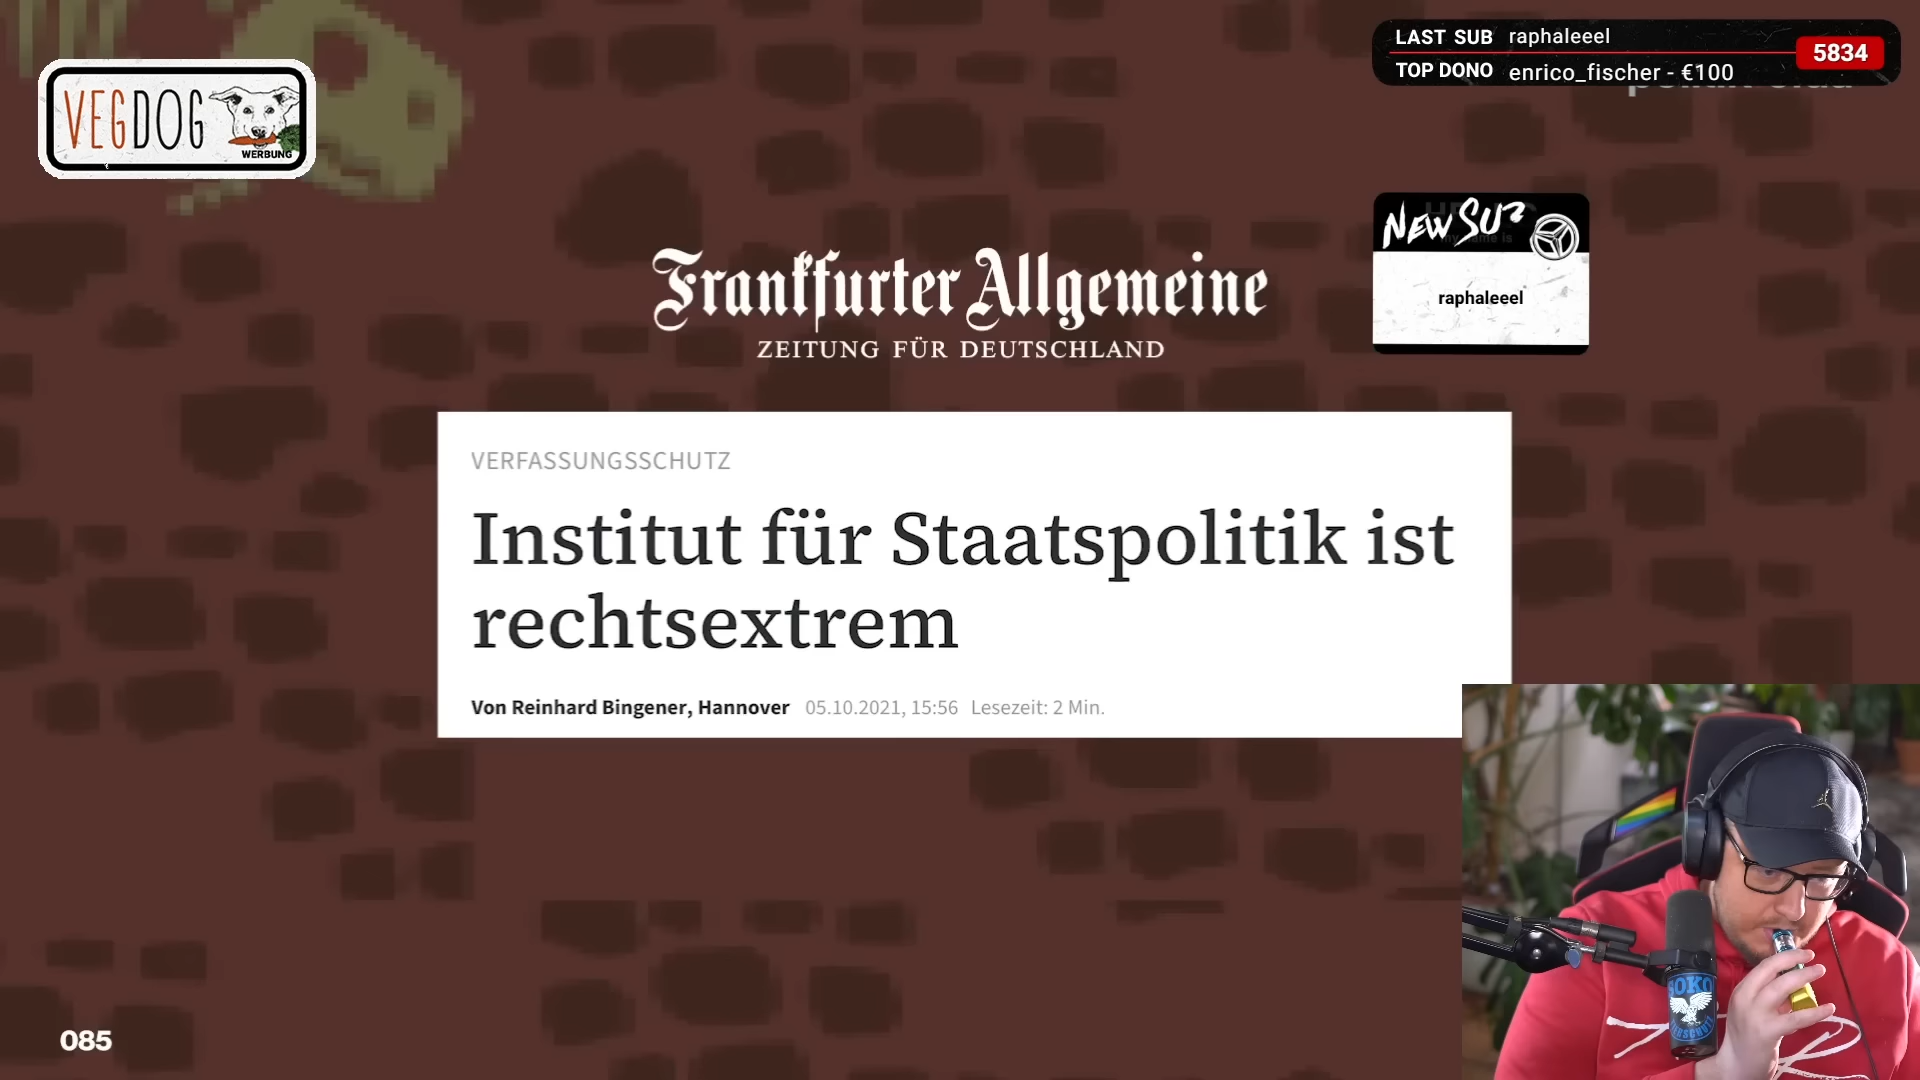 VEGDOG
WERBUNG
LAST SUB raphaleeel
TOP DONO enrico_fischer - €100
5834
NEW SUB
raphaleeel
Frankfurter Allgemeine
ZEITUNG FÜR DEUTSCHLAND
VERFASSUNGSSCHUTZ
Institut für Staatspolitik ist
rechtsextrem
Von Reinhard Bingener, Hannover 05.10.2021, 15:56 Lesezeit: 2 Min.
SOKO
085